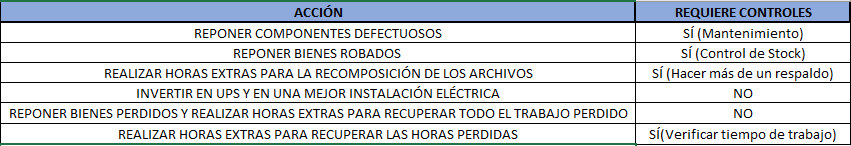 ACCIÓN REQUIERE CONTROLES
REPONER COMPONENTES DEFECTUOSOS SÍ (Mantenimiento)
REPONER BIENES ROBADOS SÍ (Control de Stock)
REALIZAR HORAS EXTRAS PARA LA RECOMPOSICIÓN DE LOS ARCHIVOS SÍ (Hacer más de un respaldo)
INVERTIR EN UPS Y EN UNA MEJOR INSTALACIÓN ELÉCTRICA NO
REPONER BIENES PERDIDOS Y REALIZAR HORAS EXTRAS PARA RECUPERAR TODO EL TRABAJO PERDIDO NO
REALIZAR HORAS EXTRAS PARA RECUPERAR LAS HORAS PERDIDAS SÍ(Verificar tiempo de trabajo)